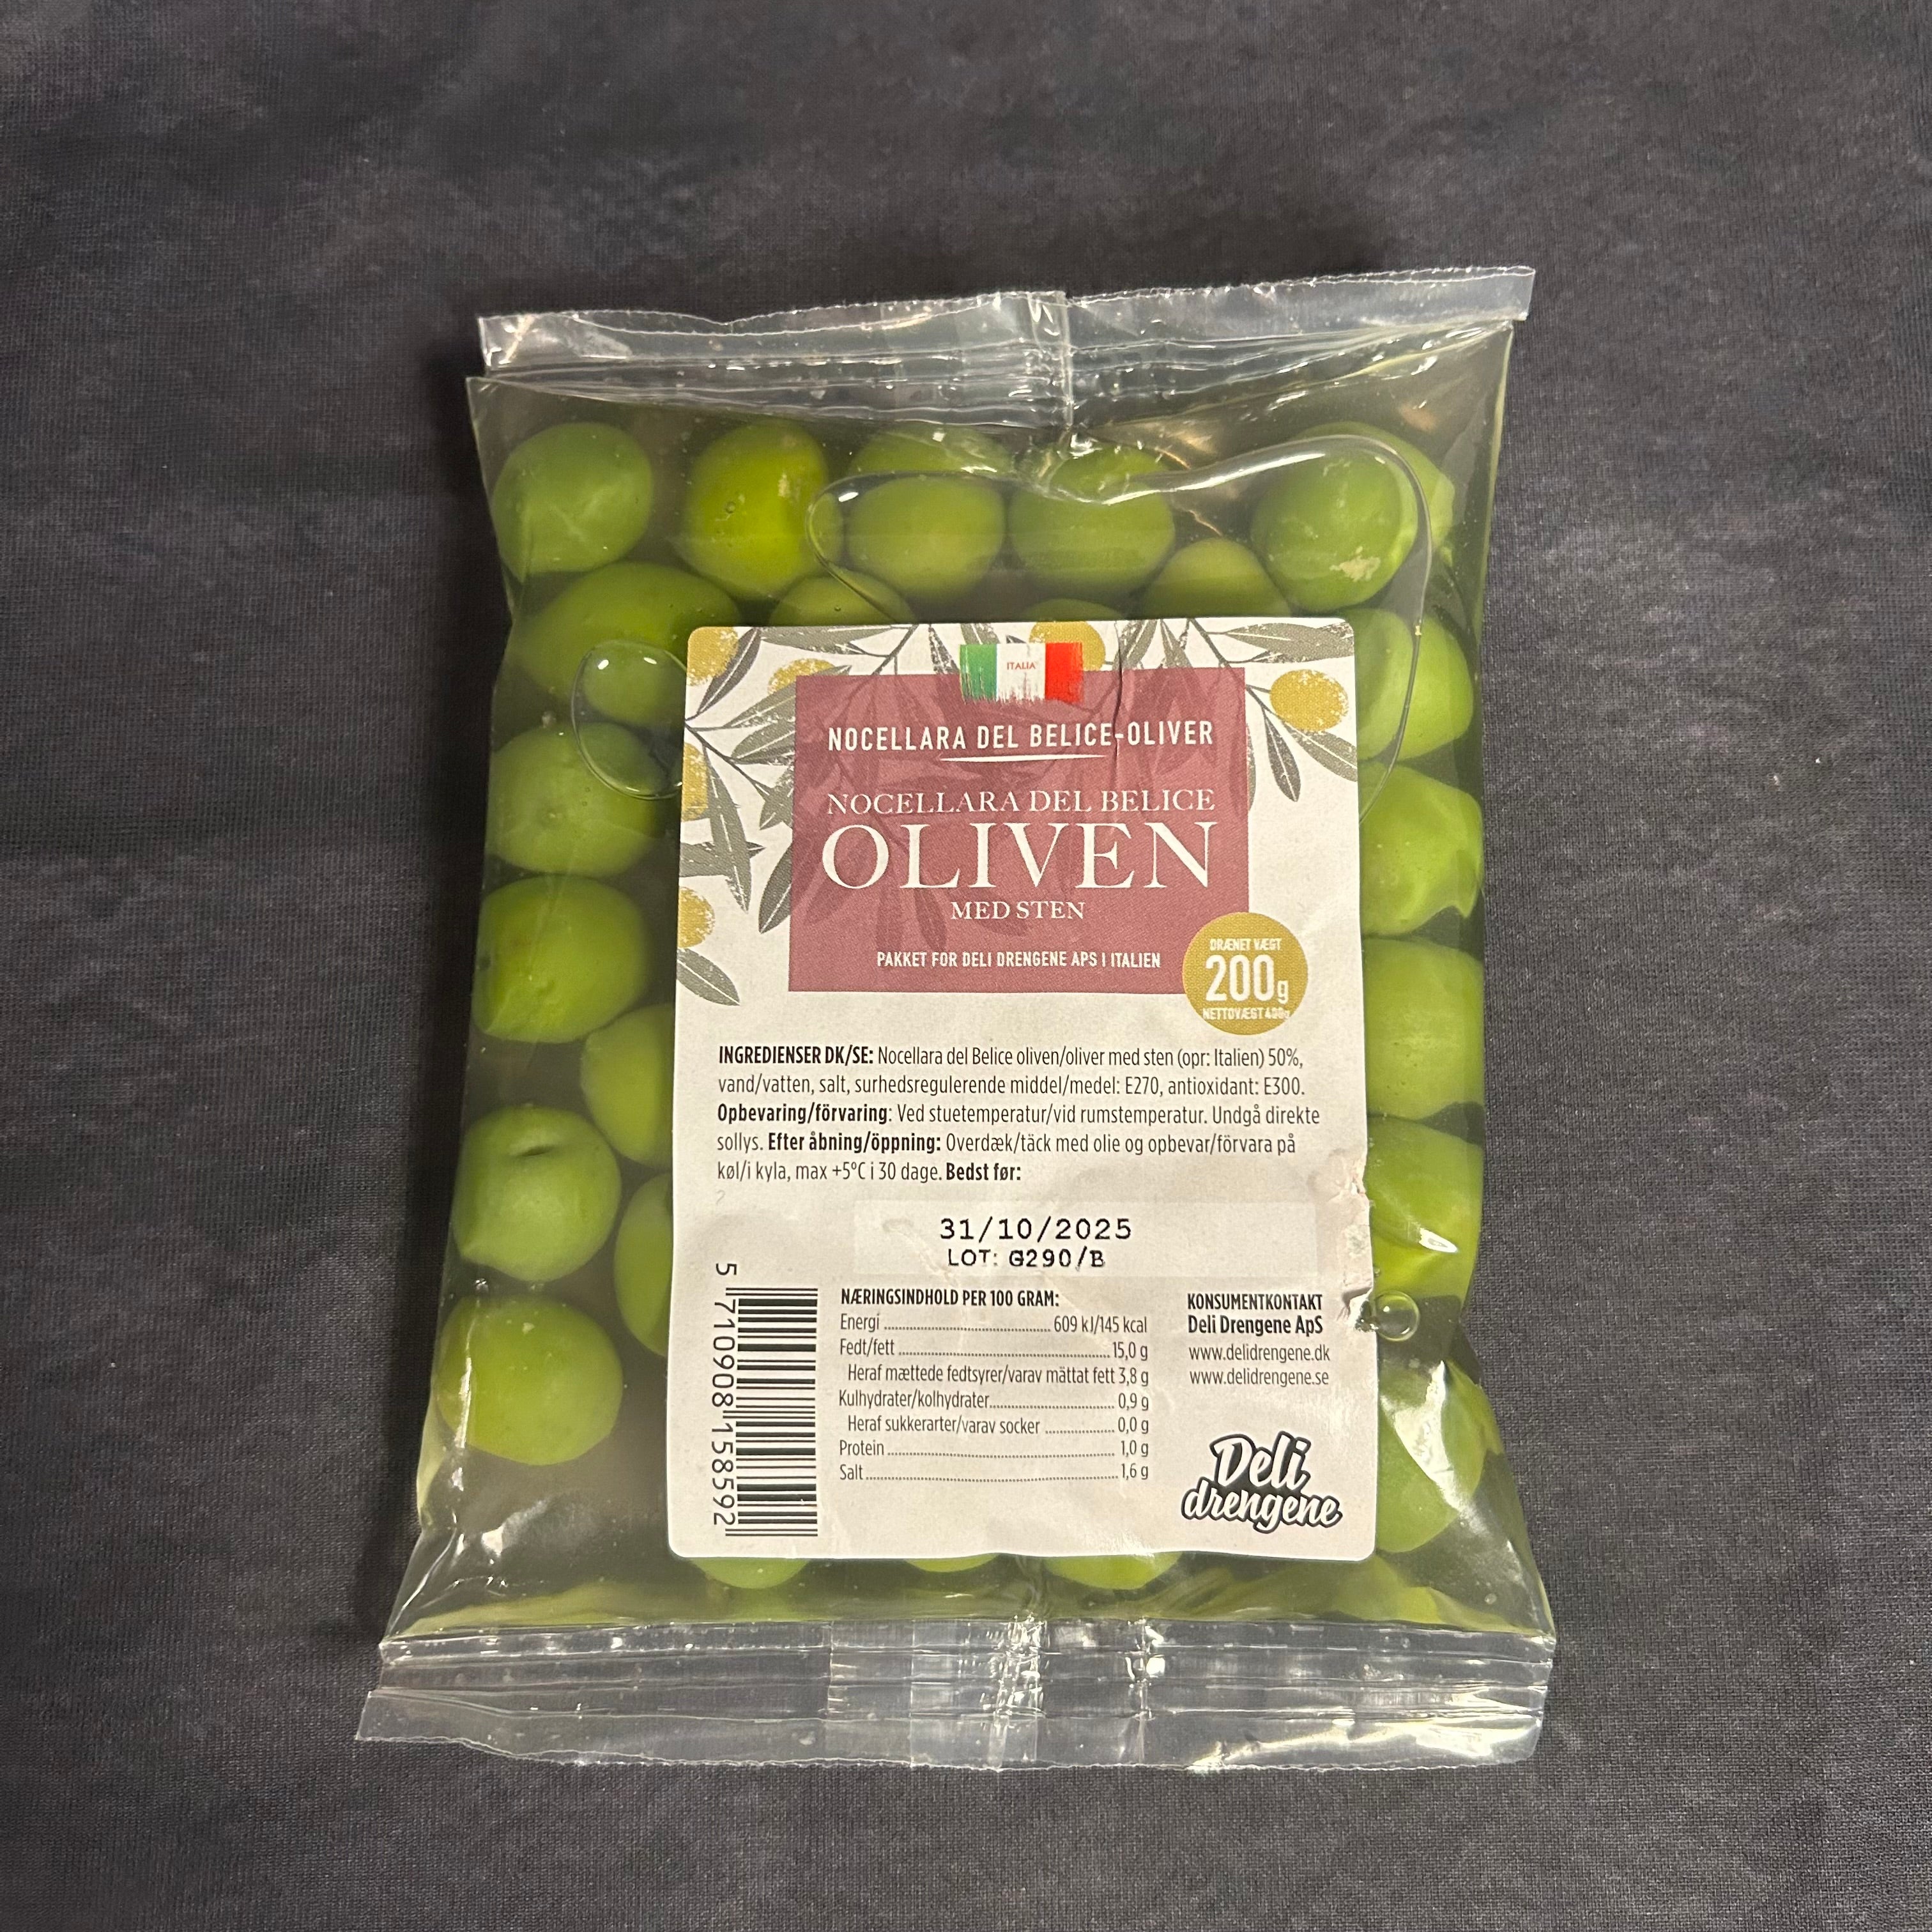 ITALIA
NOCELLARA DEL BELICE-OLIVER
NOCELLARA DEL BELICE
OLIVEN
MED STEN
PAKKET FOR DELI DRENGENE APS I ITALIEN
DRÆNET VÆGT
200g
NETTOVÆGT 400g
INGREDIENSER DK/SE: Nocellara del Belice oliven/oliver med sten (opr: Italien) 50%,
vand/vatten, salt, surhedsregulerende middel/medel: E270, antioxidant: E300.
Opbevaring/förvaring: Ved stuetemperatur/vid rumstemperatur. Undgå direkte
sollys. Efter åbning/öppning: Overdæk/täck med olie og opbevar/förvara på
køl/i kyla, max +5°C i 30 dage. Bedst før:
2
31/10/2025
LOT: G290/B
5 710908 158592
NÆRINGSINDHOLD PER 100 GRAM:
Energi 609 kJ/145 kcal
Fedt/fett 15,0 g
Heraf mættede fedtsyrer/varav mättat fett 3,8 g
Kulhydrater/kolhydrater 0,9 g
Heraf sukkerarter/varav socker 0,0 g
Protein 1,0 g
Salt 1,6 g
KONSUMENTKONTAKT
Deli Drengene ApS
www.delidrengene.dk
www.delidrengene.se
Deli
drengene